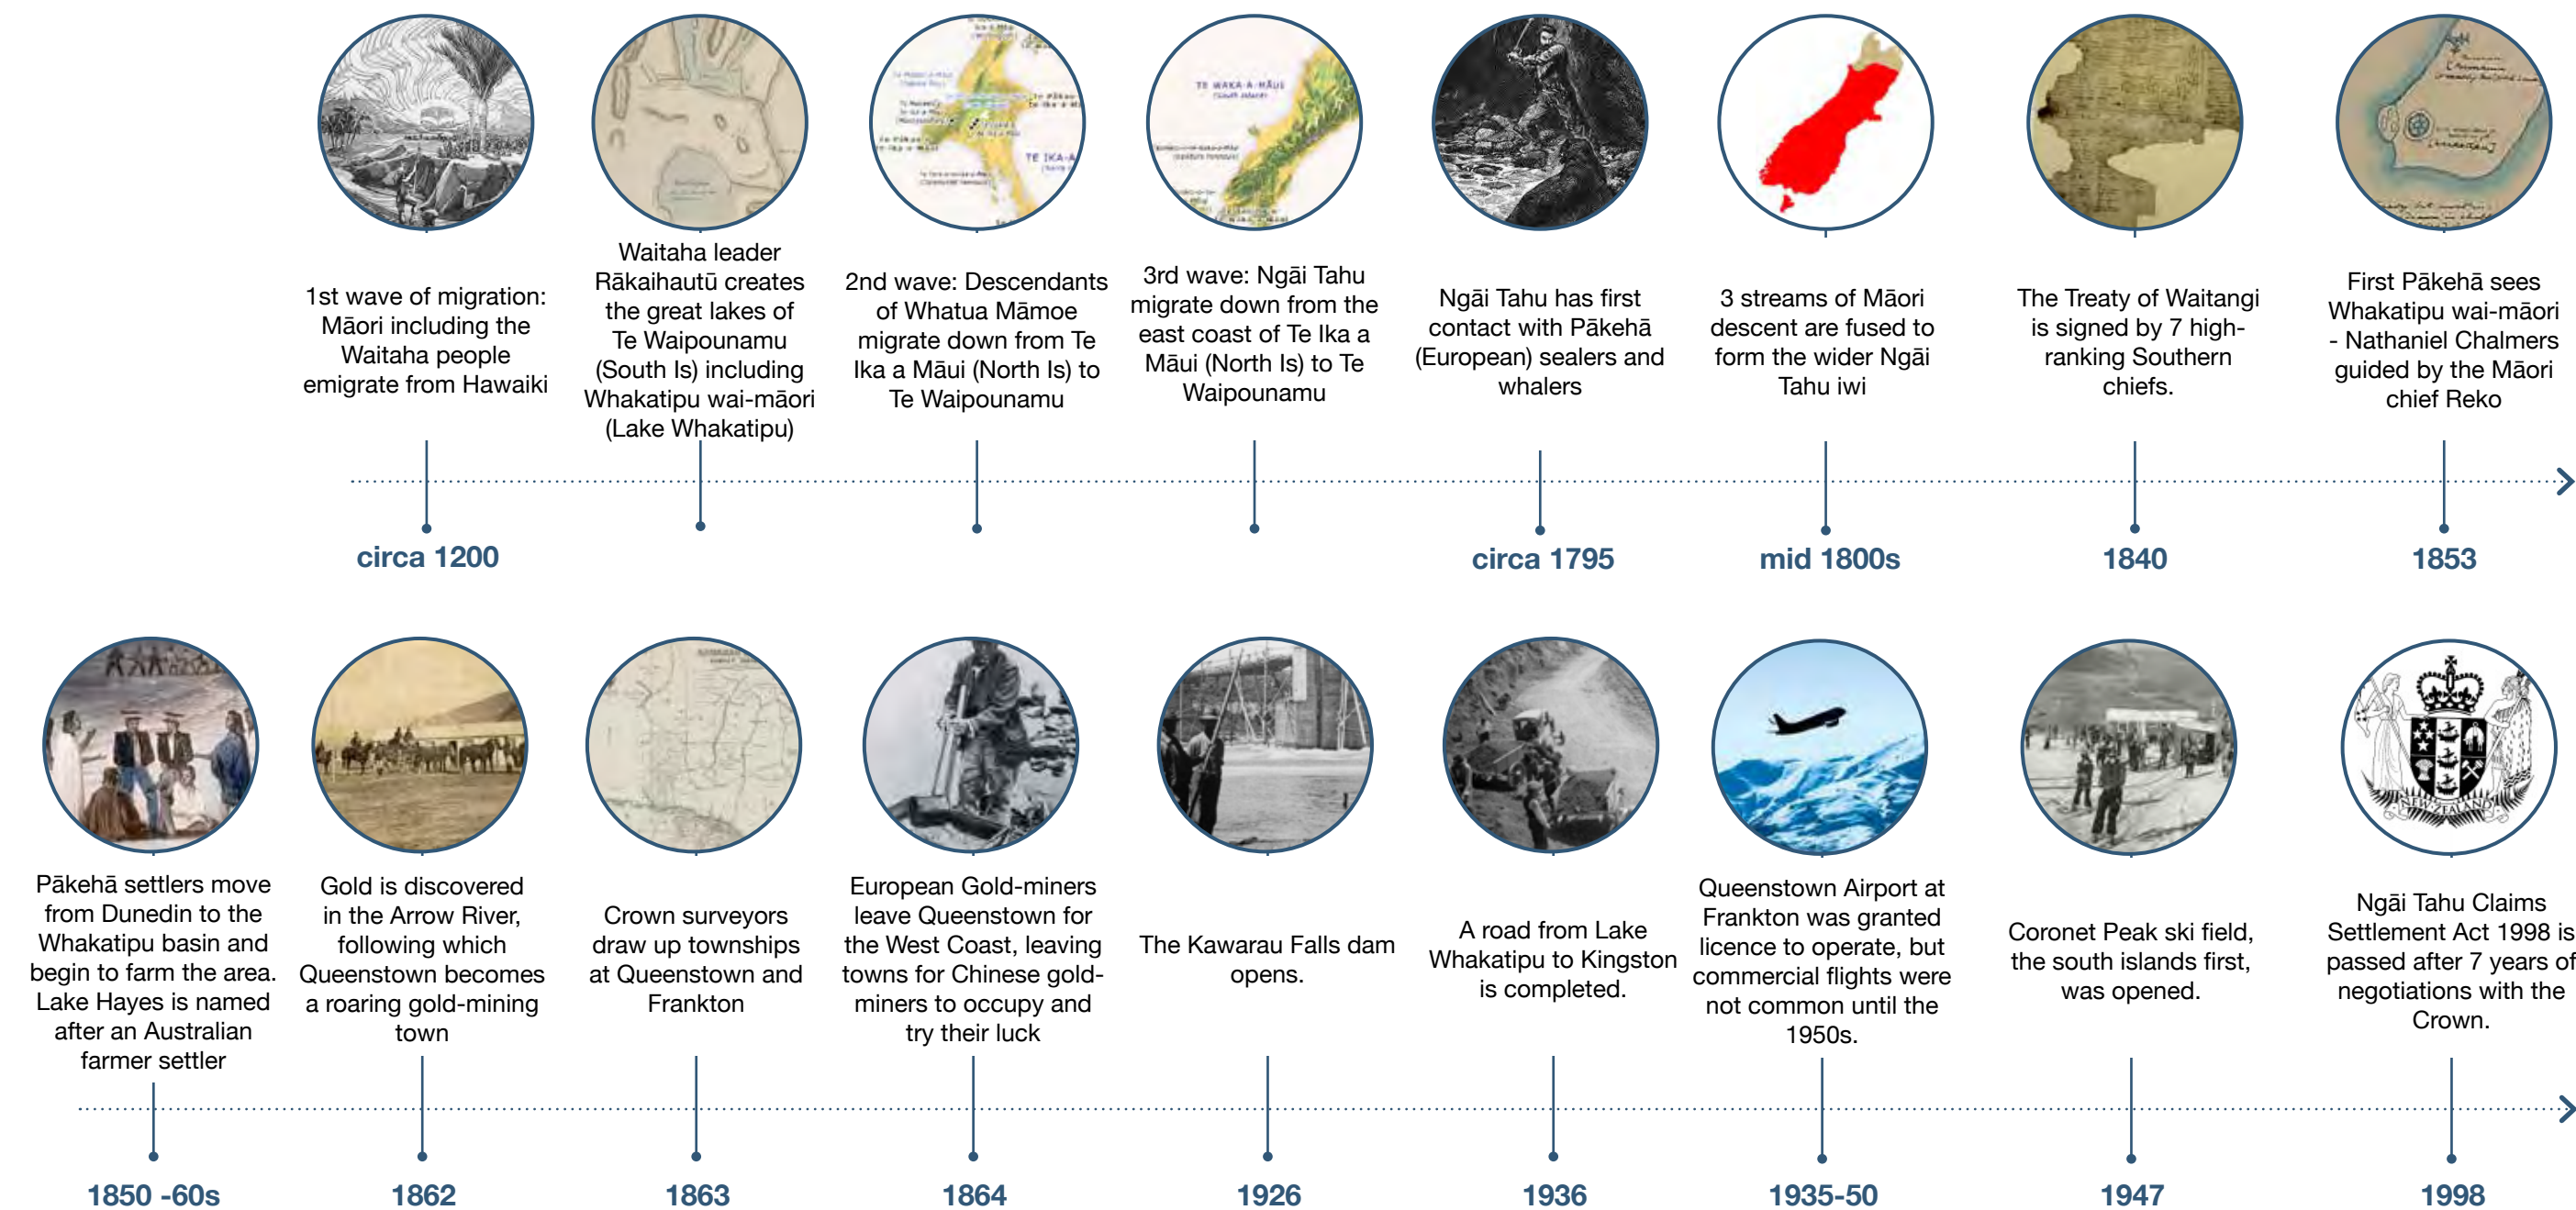 1st wave of migration:
Māori including the
Waitaha people
emigrate from Hawaiki
circa 1200
Waitaha leader
Rākaihautū creates
the great lakes of
Te Waipounamu
(South Is) including
Whakatipu wai-māori
(Lake Whakatipu)
2nd wave: Descendants
of Whatua Māmoe
migrate down from Te
Ika a Māui (North Is) to
Te Waipounamu
TE IKA-A
3rd wave: Ngāi Tahu
migrate down from the
east coast of Te Ika a
Māui (North Is) to Te
Waipounamu
TE WAKA-A-MĀUI
Ngāi Tahu has first
contact with Pākehā
(European) sealers and
whalers
circa 1795
3 streams of Māori
descent are fused to
form the wider Ngāi
Tahu iwi
mid 1800s
The Treaty of Waitangi
is signed by 7 high-
ranking Southern
chiefs.
1840
First Pākehā sees
Whakatipu wai-māori
- Nathaniel Chalmers
guided by the Māori
chief Reko
1853
Pākehā settlers move
from Dunedin to the
Whakatipu basin and
begin to farm the area.
Lake Hayes is named
after an Australian
farmer settler
1850 -60s
Gold is discovered
in the Arrow River,
following which
Queenstown becomes
a roaring gold-mining
town
1862
Crown surveyors
draw up townships
at Queenstown and
Frankton
1863
European Gold-miners
leave Queenstown for
the West Coast, leaving
towns for Chinese gold-
miners to occupy and
try their luck
1864
The Kawarau Falls dam
opens.
1926
A road from Lake
Whakatipu to Kingston
is completed.
1936
Queenstown Airport at
Frankton was granted
licence to operate, but
commercial flights were
not common until the
1950s.
1935-50
Coronet Peak ski field,
the south islands first,
was opened.
1947
NEW ZEALAND
Ngāi Tahu Claims
Settlement Act 1998 is
passed after 7 years of
negotiations with the
Crown.
1998